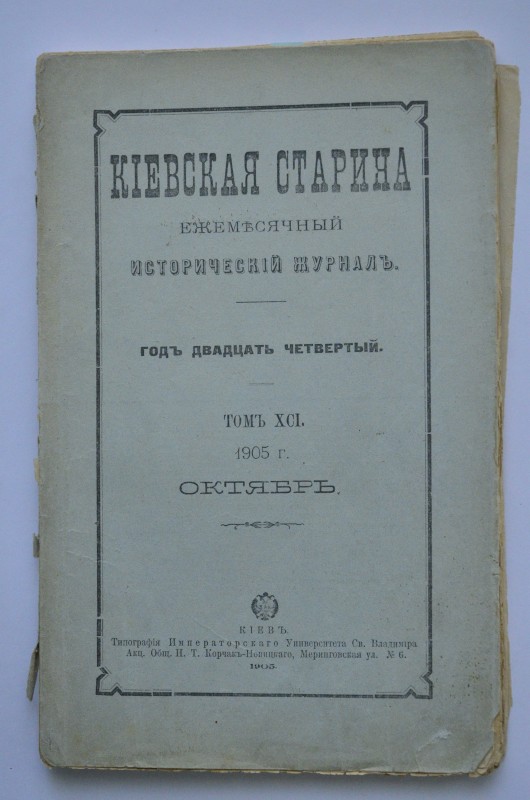 КІЕВСКАЯ СТАРИНА
ЕЖЕМѢСЯЧНЫЙ
ИСТОРИЧЕСКІЙ ЖУРНАЛЪ.
ГОДЪ ДВАДЦАТЬ ЧЕТВЕРТЫЙ.
ТОМЪ XCI.
1905 г.
ОКТЯБРЬ.
КІЕВЪ.
Типографія Императорскаго Университета Св. Владиміра
Акц. Общ. Н. Т. Корчакъ-Новицкаго, Меринговская ул. № 6.
1905.